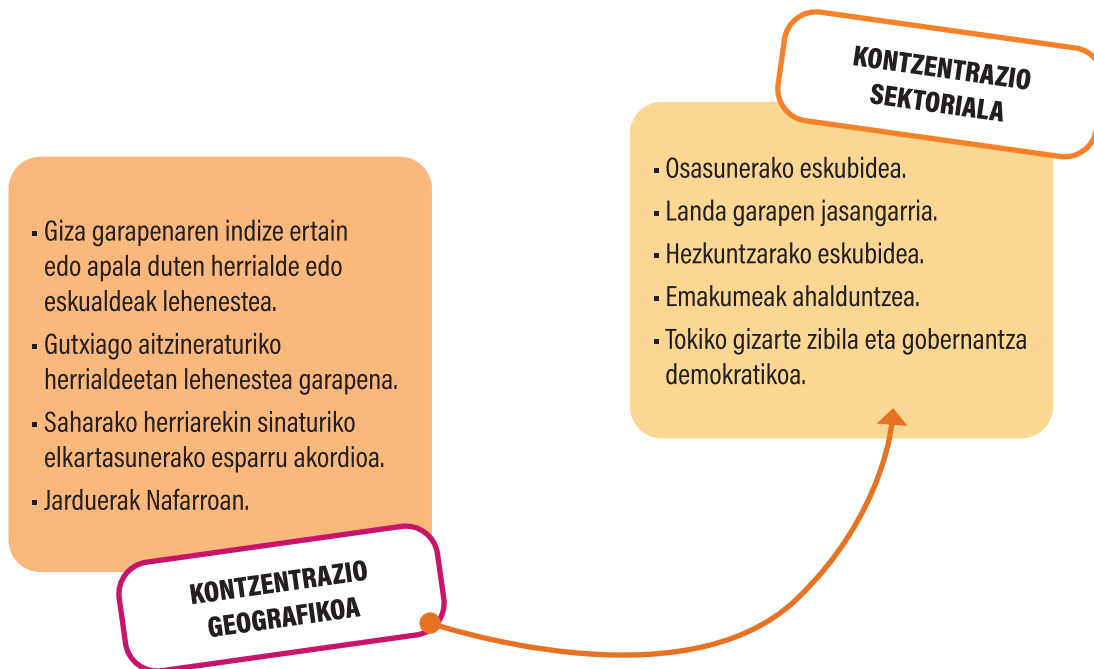 KONTZENTRAZIO
SEKTORIALA
▪ Osasunerako eskubidea.
▪ Landa garapen jasangarria.
▪ Hezkuntzarako eskubidea.
▪ Emakumeak ahalduntzea.
▪ Tokiko gizarte zibila eta gobernantza
demokratikoa.
▪ Giza garapenaren indize ertain
edo apala duten herrialde edo
eskualdeak lehenestea.
▪ Gutxiago aitzineraturiko
herrialdeetan lehenestea garapena.
▪ Saharako herriarekin sinaturiko
elkartasunerako esparru akordioa.
▪ Jarduerak Nafarroan.
KONTZENTRAZIO
GEOGRAFIKOA